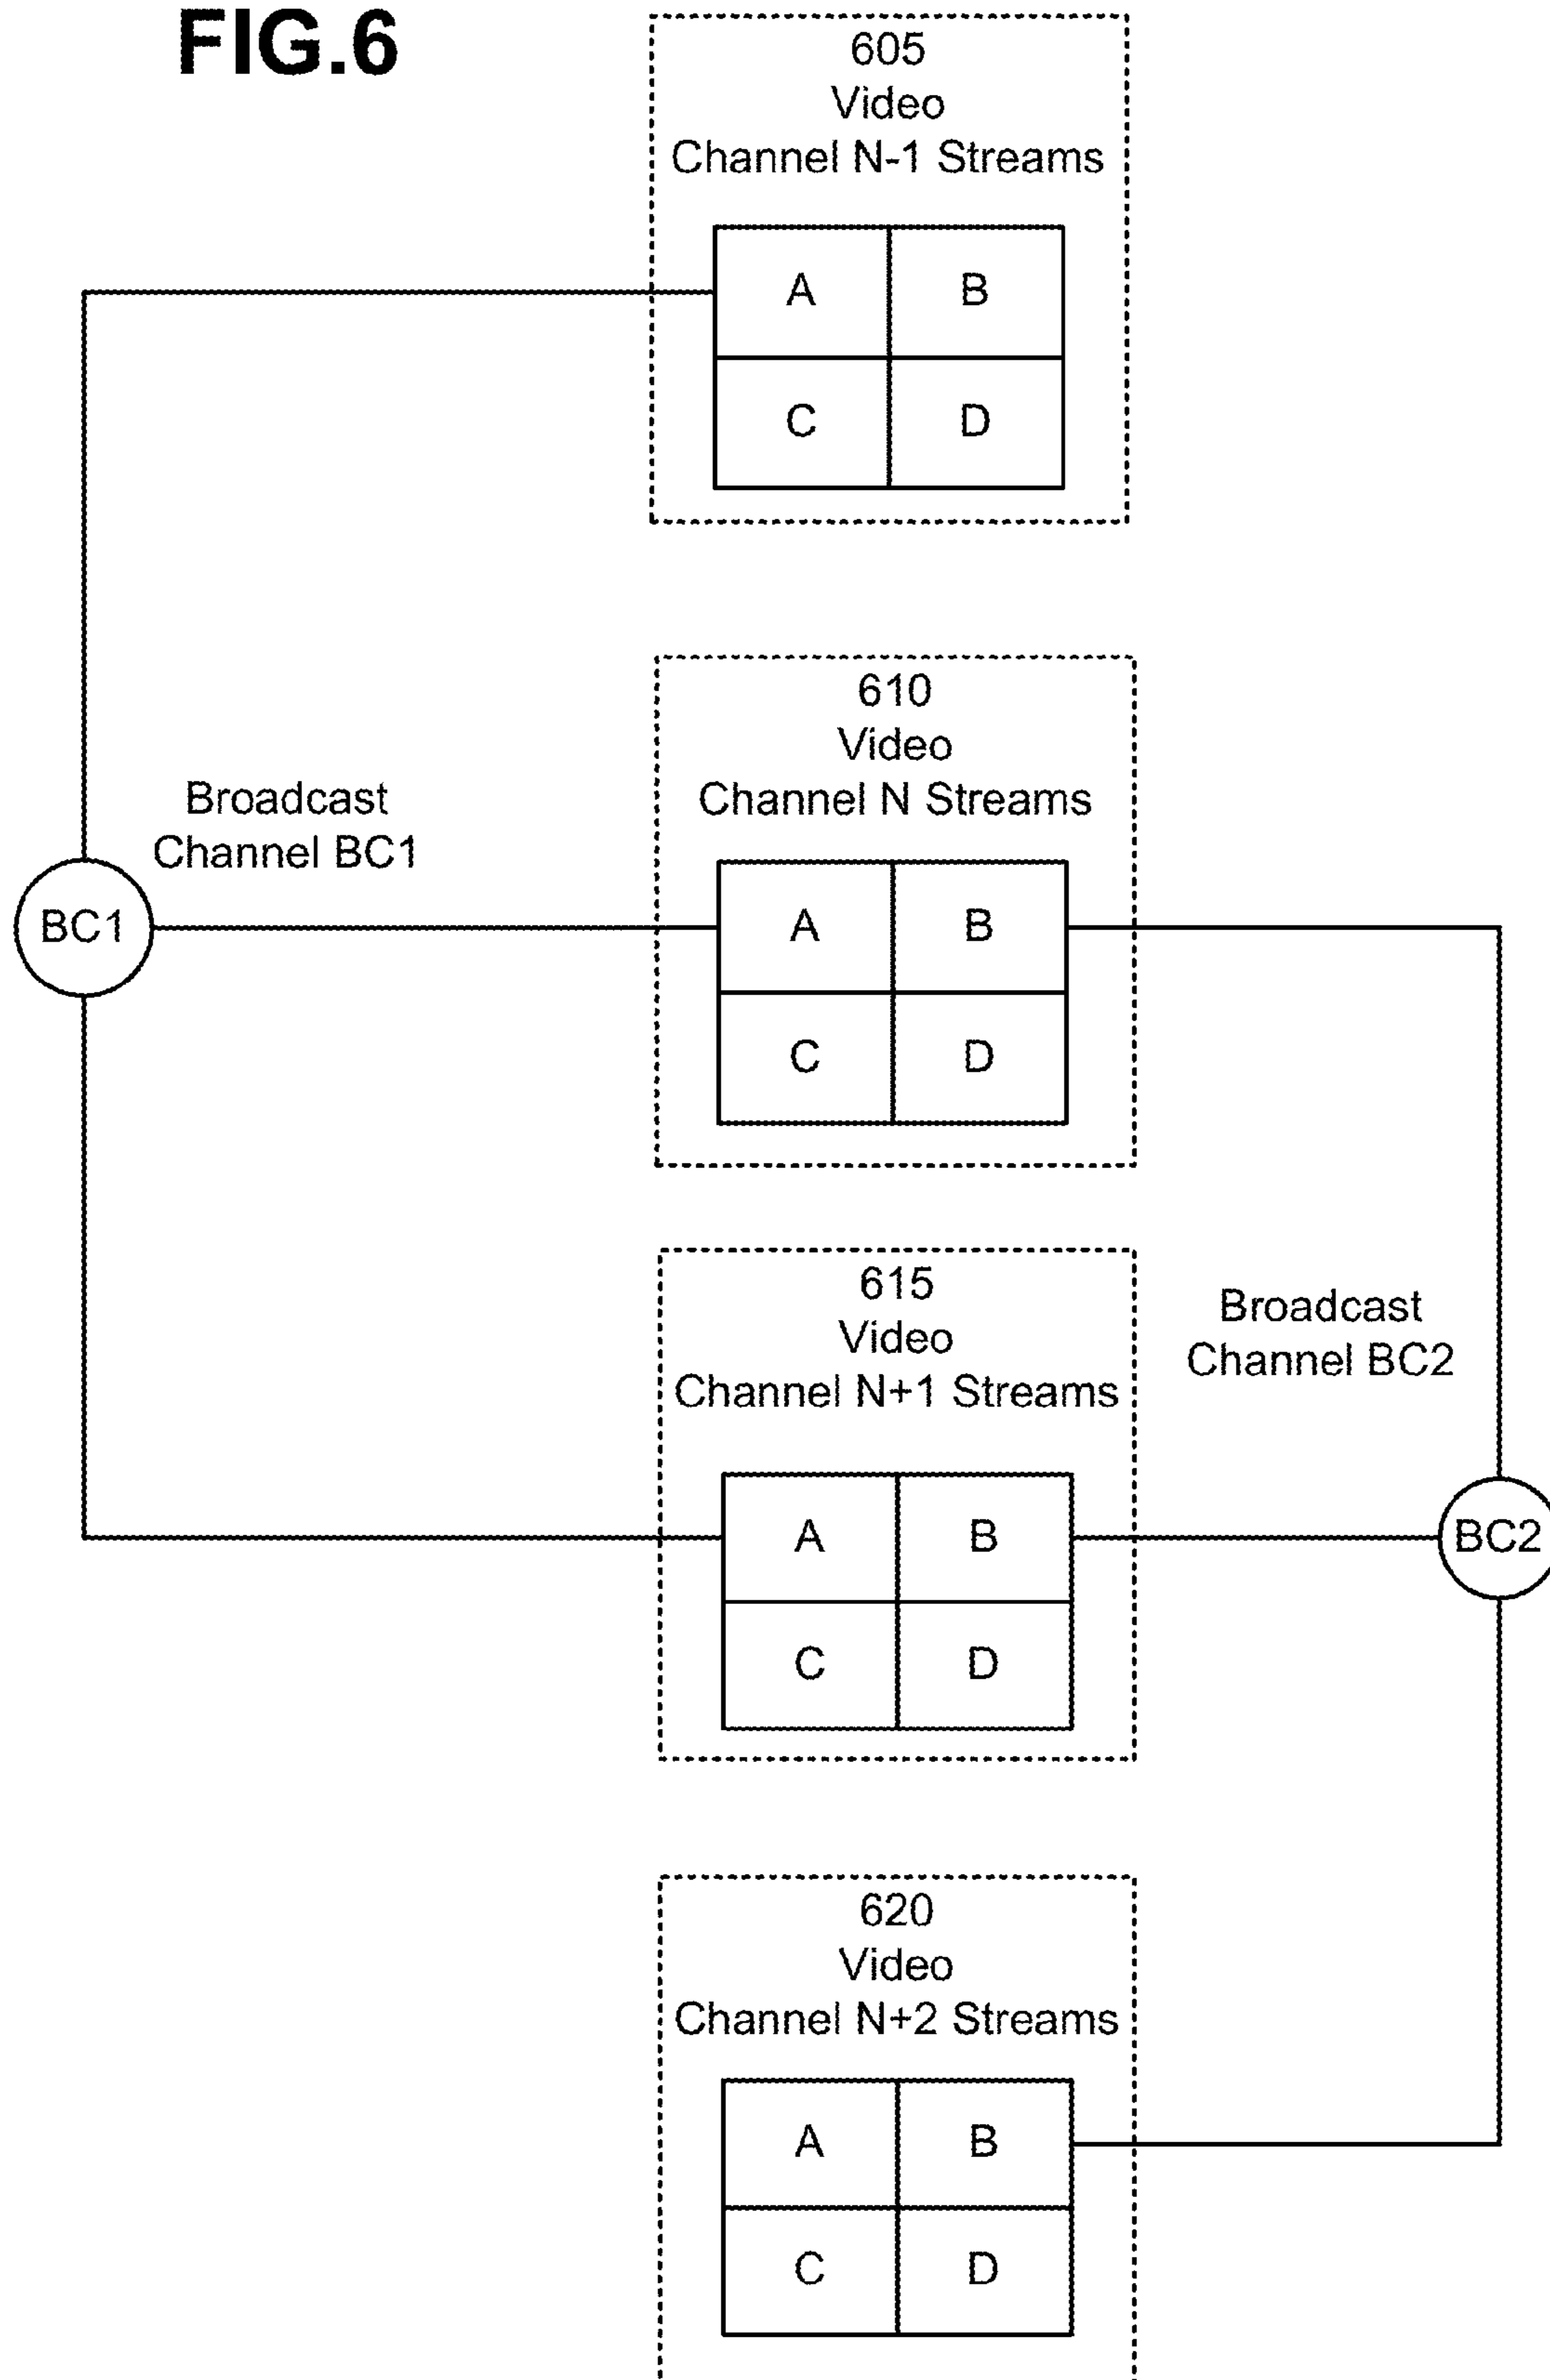 FIG.6
605
Video
Channel N-1 Streams
A B
C D
610
Video
Channel N Streams
Broadcast
Channel BC1
BC1
A B
C D
615
Video
Channel N+1 Streams
Broadcast
Channel BC2
A B
BC2
C D
620
Video
Channel N+2 Streams
A B
C D